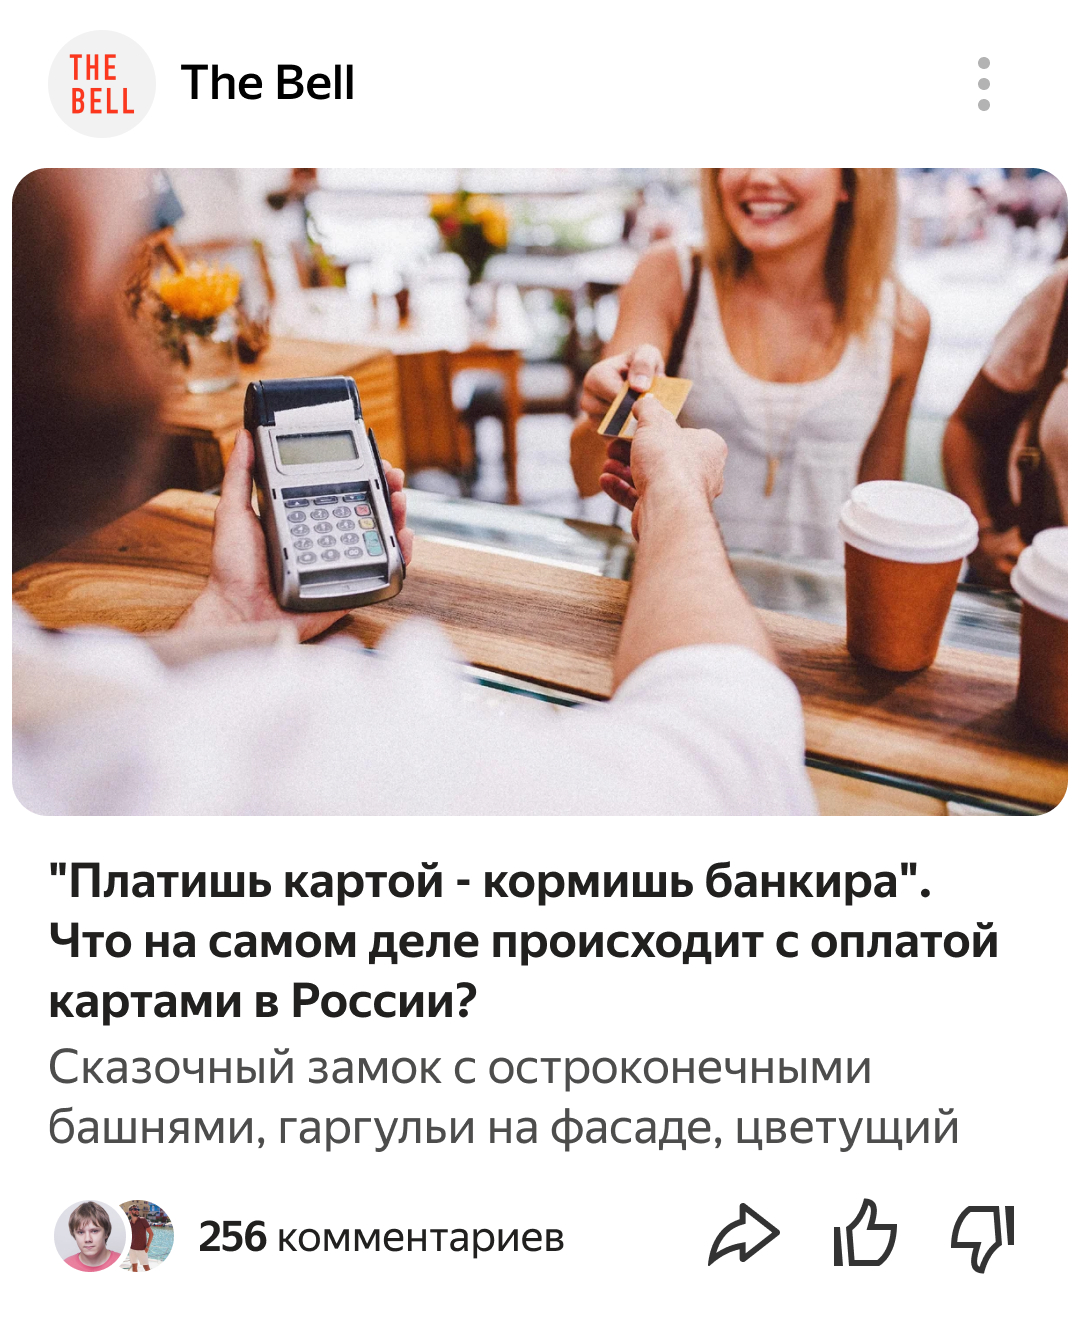 THE
BELL
The Bell
"Платишь картой - кормишь банкира".
Что на самом деле происходит с оплатой
картами в России?
Сказочный замок с остроконечными
башнями, гаргульи на фасаде, цветущий
256 комментариев